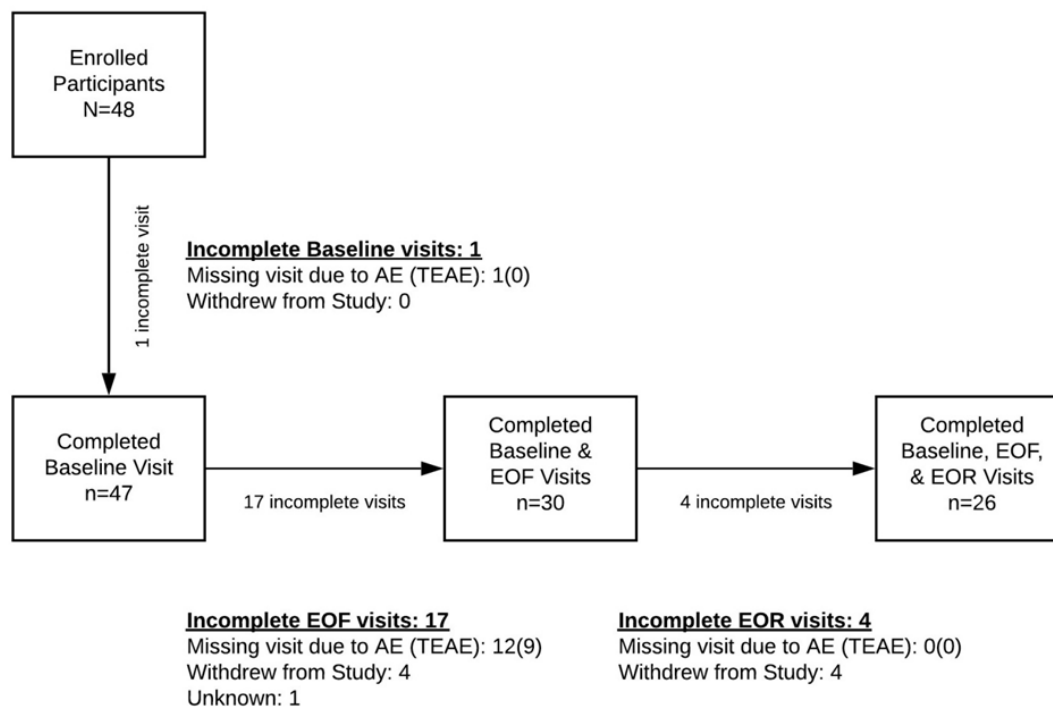 Enrolled
Participants
N=48
1 incomplete visit
Incomplete Baseline visits: 1
Missing visit due to AE (TEAE): 1(0)
Withdrew from Study: 0
Completed
Baseline Visit
n=47
17 incomplete visits
Completed
Baseline &
EOF Visits
n=30
4 incomplete visits
Completed
Baseline, EOF,
& EOR Visits
n=26
Incomplete EOF visits: 17
Missing visit due to AE (TEAE): 12(9)
Withdrew from Study: 4
Unknown: 1
Incomplete EOR visits: 4
Missing visit due to AE (TEAE): 0(0)
Withdrew from Study: 4